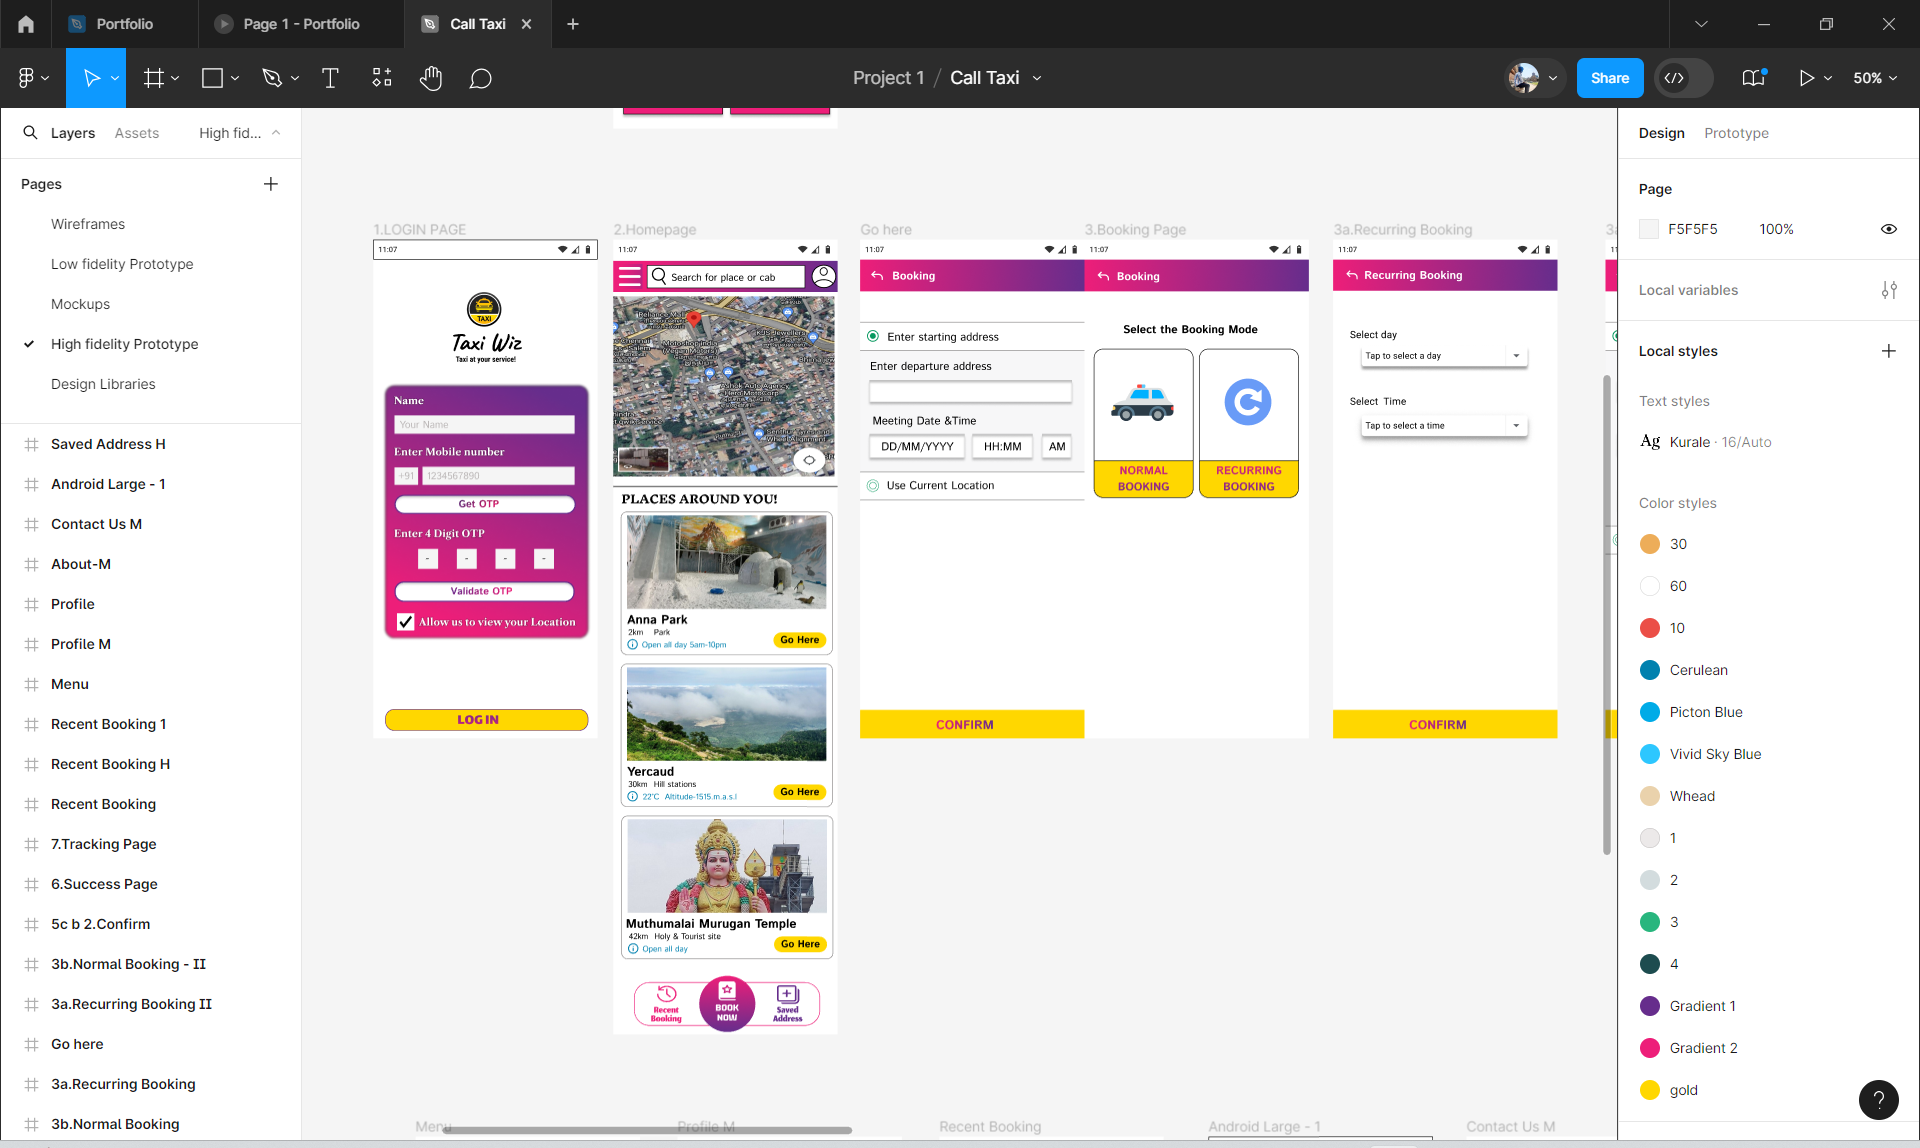 Portfolio
Page 1 - Portfolio
Call Taxi
Project 1 / Call Taxi
Share
50%
Layers
Assets
High fid...
Pages
Wireframes
Low fidelity Prototype
Mockups
High fidelity Prototype
Design Libraries
Saved Address H
Android Large - 1
Contact Us M
About-M
Profile
Profile M
Menu
Recent Booking 1
Recent Booking H
Recent Booking
7.Tracking Page
6.Success Page
5c b 2.Confirm
3b.Normal Booking - II
3a.Recurring Booking II
Go here
3a.Recurring Booking
3b.Normal Booking
1.LOGIN PAGE
11:07
TAXI
Taxi Wiz
Taxi at your service!
Name
Your Name
Enter Mobile number
+91 1234567890
Get OTP
Enter 4 Digit OTP
- - - -
Validate OTP
Allow us to view your Location
LOG IN
2.Homepage
11:07
Search for place or cab
PLACES AROUND YOU!
Anna Park
2km Park
Open all day 5am-10pm
Go Here
Yercaud
30km Hill stations
22°C Altitude-1515.m.a.s.l
Go Here
Muthumalai Murugan Temple
42km Holy & Tourist site
Open all day
Go Here
Recent
Booking
BOOK
NOW
Saved
Address
Go here
11:07
Booking
Enter starting address
Enter departure address
Meeting Date &Time
DD/MM/YYYY HH:MM AM
Use Current Location
CONFIRM
3.Booking Page
11:07
Booking
Select the Booking Mode
NORMAL
BOOKING
RECURRING
BOOKING
3a.Recurring Booking
11:07
Recurring Booking
Select day
Tap to select a day
Select Time
Tap to select a time
CONFIRM
Menu
Profile M
Recent Booking
Android Large - 1
Contact Us M
Design
Prototype
Page
F5F5F5 100%
Local variables
Local styles
Text styles
Ag Kurale · 16/Auto
Color styles
30
60
10
Cerulean
Picton Blue
Vivid Sky Blue
Whead
1
2
3
4
Gradient 1
Gradient 2
gold
?